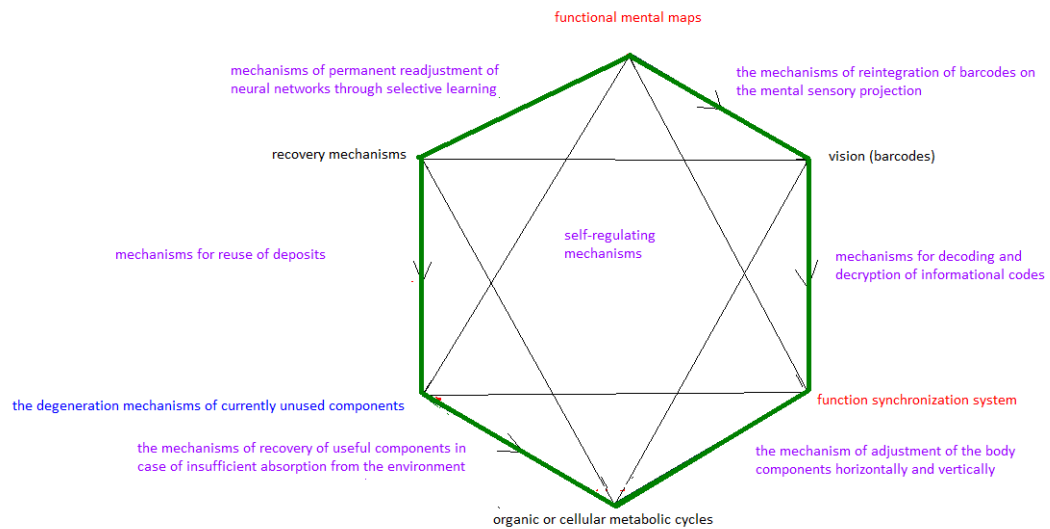 functional mental maps
mechanisms of permanent readjustment of
neural networks through selective learning
the mechanisms of reintegration of barcodes on
the mental sensory projection
recovery mechanisms
vision (barcodes)
self-regulating
mechanisms
mechanisms for reuse of deposits
mechanisms for decoding and
decryption of informational codes
the degeneration mechanisms of currently unused components
function synchronization system
the mechanisms of recovery of useful components in
case of insufficient absorption from the environment
the mechanism of adjustment of the body
components horizontally and vertically
organic or cellular metabolic cycles